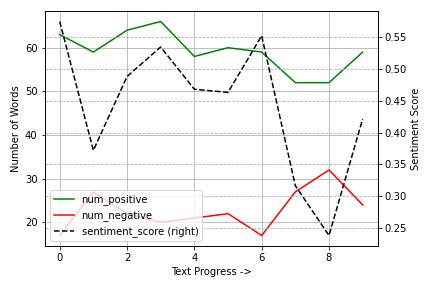 60
50
40
30
20
Number of Words
0.55
0.50
0.45
0.40
0.35
0.30
0.25
Sentiment Score
num_positive
num_negative
sentiment_score (right)
0 2 4 6 8
Text Progress ->